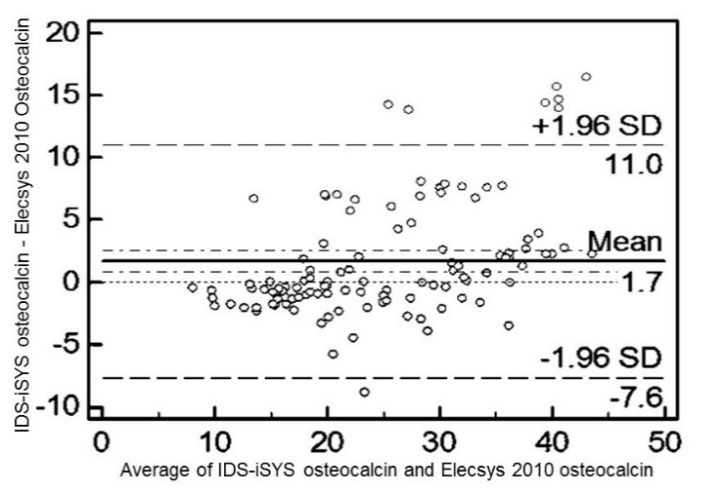 IDS-iSYS osteocalcin - Elecsys 2010 Osteocalcin
20
15
10
5
0
-5
-10
+1.96 SD
11.0
Mean
1.7
-1.96 SD
-7.6
0 10 20 30 40 50
Average of IDS-iSYS osteocalcin and Elecsys 2010 osteocalcin